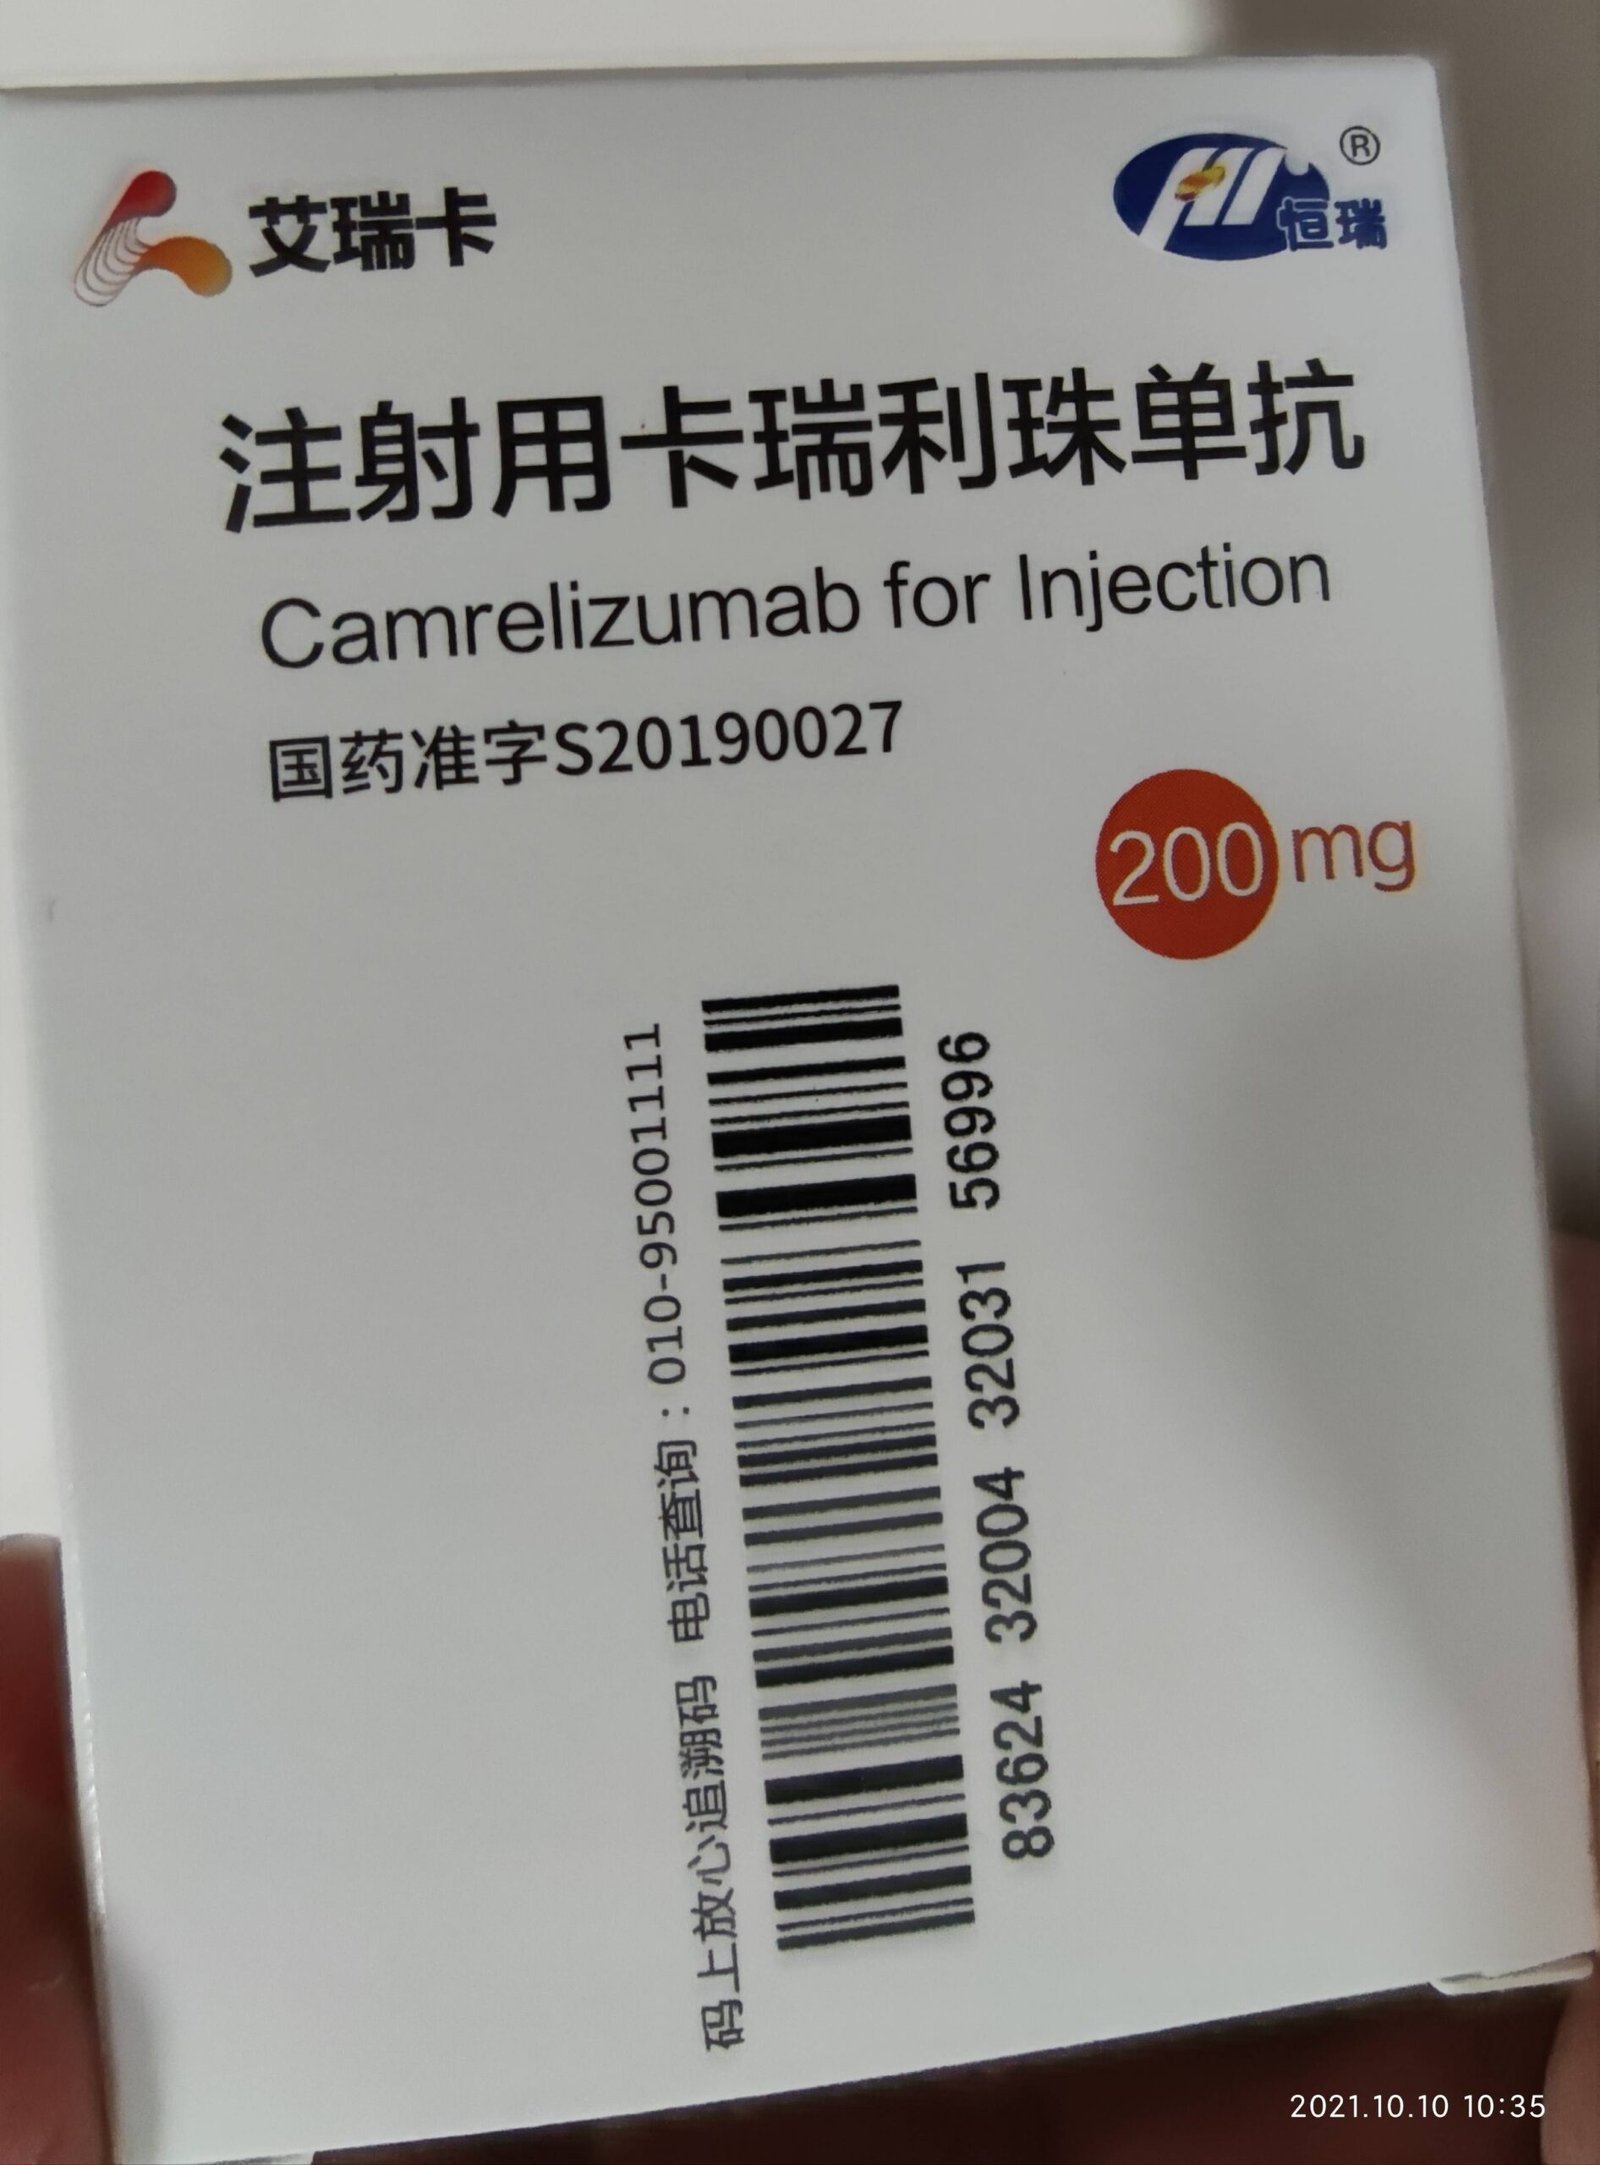 艾瑞卡
HI
恒瑞®
注射用卡瑞利珠单抗
Camrelizumab for Injection
国药准字S20190027
200mg
码上放心追溯码 电话查询：010-95001111
83624 32004 32031 56996
2021.10.10 10:35